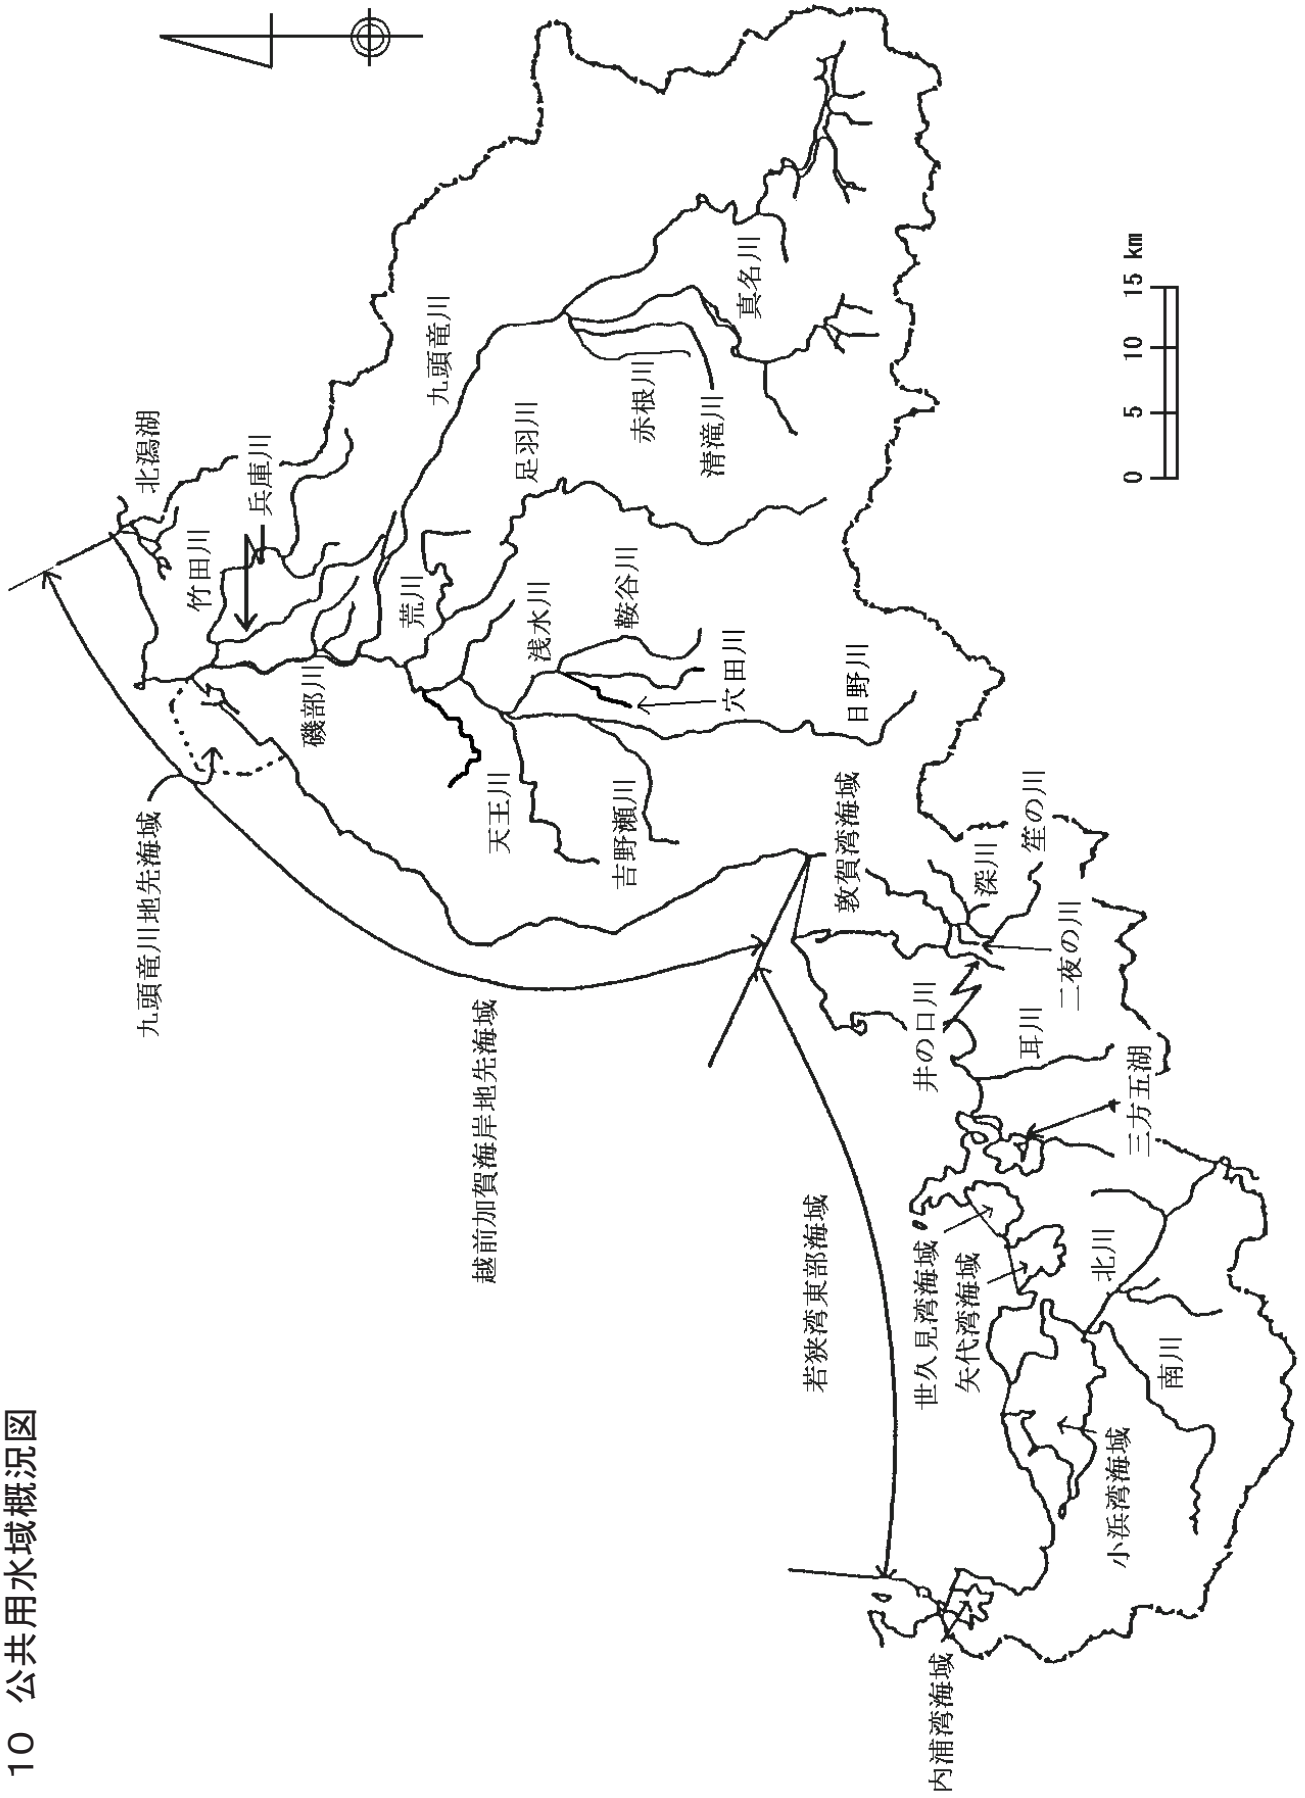 10 公共用水域概況図
北潟湖
竹田川
兵庫川
九頭竜川
九頭竜川地先海域
磯部川
荒川
足羽川
赤根川
清滝川
真名川
浅水川
鞍谷川
穴田川
日野川
天王川
吉野瀬川
越前加賀海岸地先海域
敦賀湾海域
深川
笙の川
二夜の川
井の口川
耳川
三方五湖
若狭湾東部海域
世久見湾海域
矢代湾海域
北川
南川
小浜湾海域
内浦湾海域
0 5 10 15 km